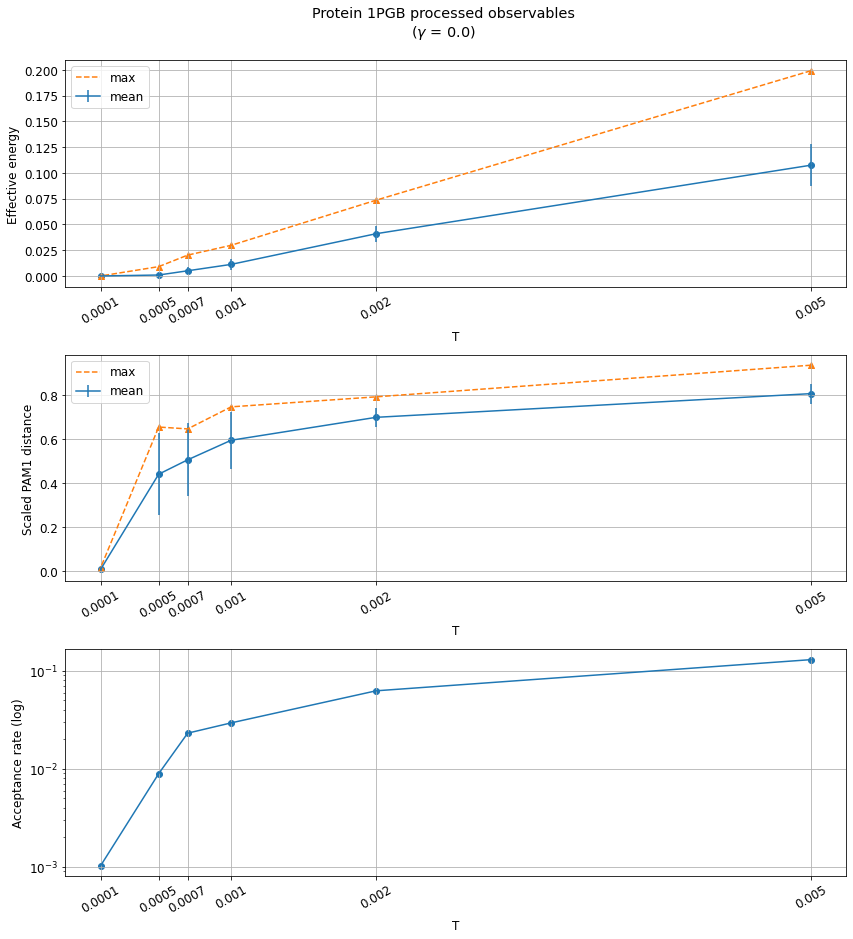 Protein 1PGB processed observables
(γ = 0.0)
max
mean
Effective energy
0.200
0.175
0.150
0.125
0.100
0.075
0.050
0.025
0.000
0.0001
0.0005
0.0007
0.001
0.002
0.005
T
max
mean
Scaled PAM1 distance
0.8
0.6
0.4
0.2
0.0
0.0001
0.0005
0.0007
0.001
0.002
0.005
T
Acceptance rate (log)
10⁻¹
10⁻²
10⁻³
0.0001
0.0005
0.0007
0.001
0.002
0.005
T